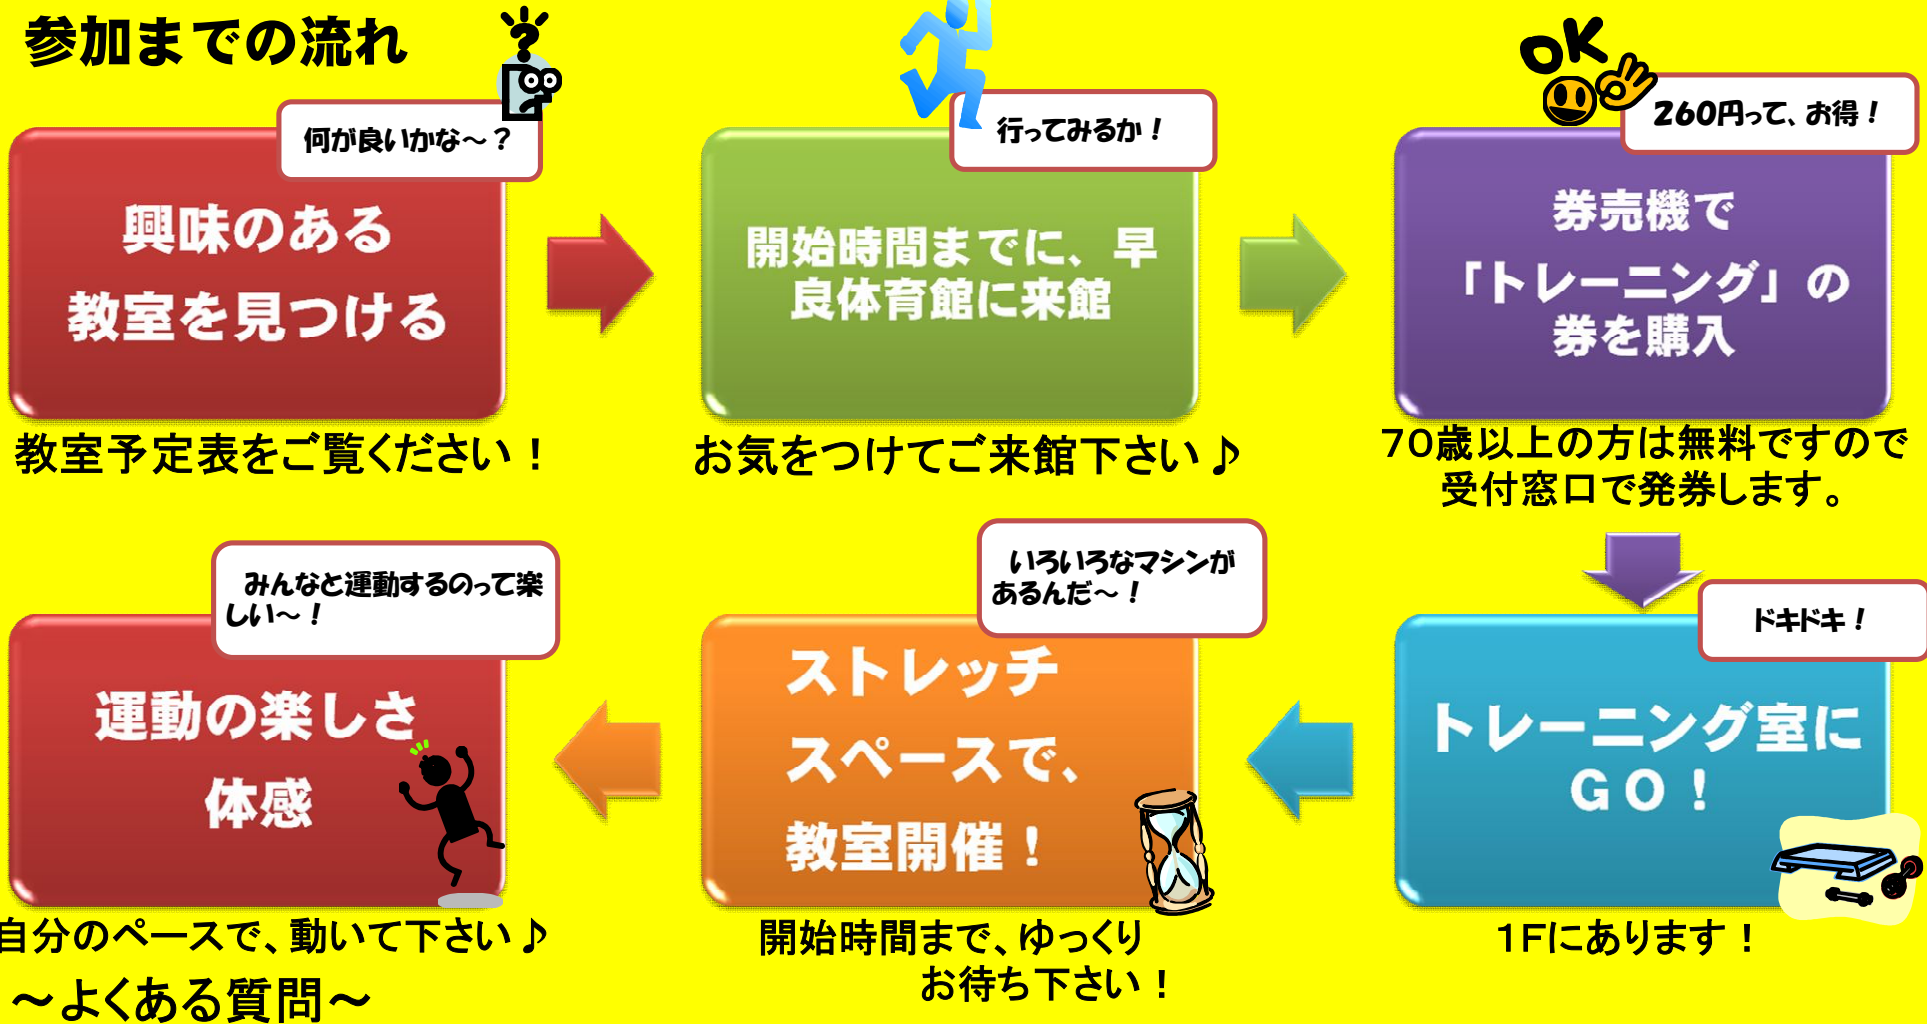 参加までの流れ
何が良いかな～？
興味のある
教室を見つける
教室予定表をご覧ください！
行ってみるか！
開始時間までに、早
良体育館に来館
お気をつけてご来館下さい♪
OK
260円って、お得！
券売機で
「トレーニング」の
券を購入
70歳以上の方は無料ですので
受付窓口で発券します。
ドキドキ！
トレーニング室に
ＧＯ！
1Fにあります！
いろいろなマシンが
あるんだ～！
ストレッチ
スペースで、
教室開催！
開始時間まで、ゆっくり
お待ち下さい！
みんなと運動するのって楽
しい～！
運動の楽しさ
体感
自分のペースで、動いて下さい♪
～よくある質問～